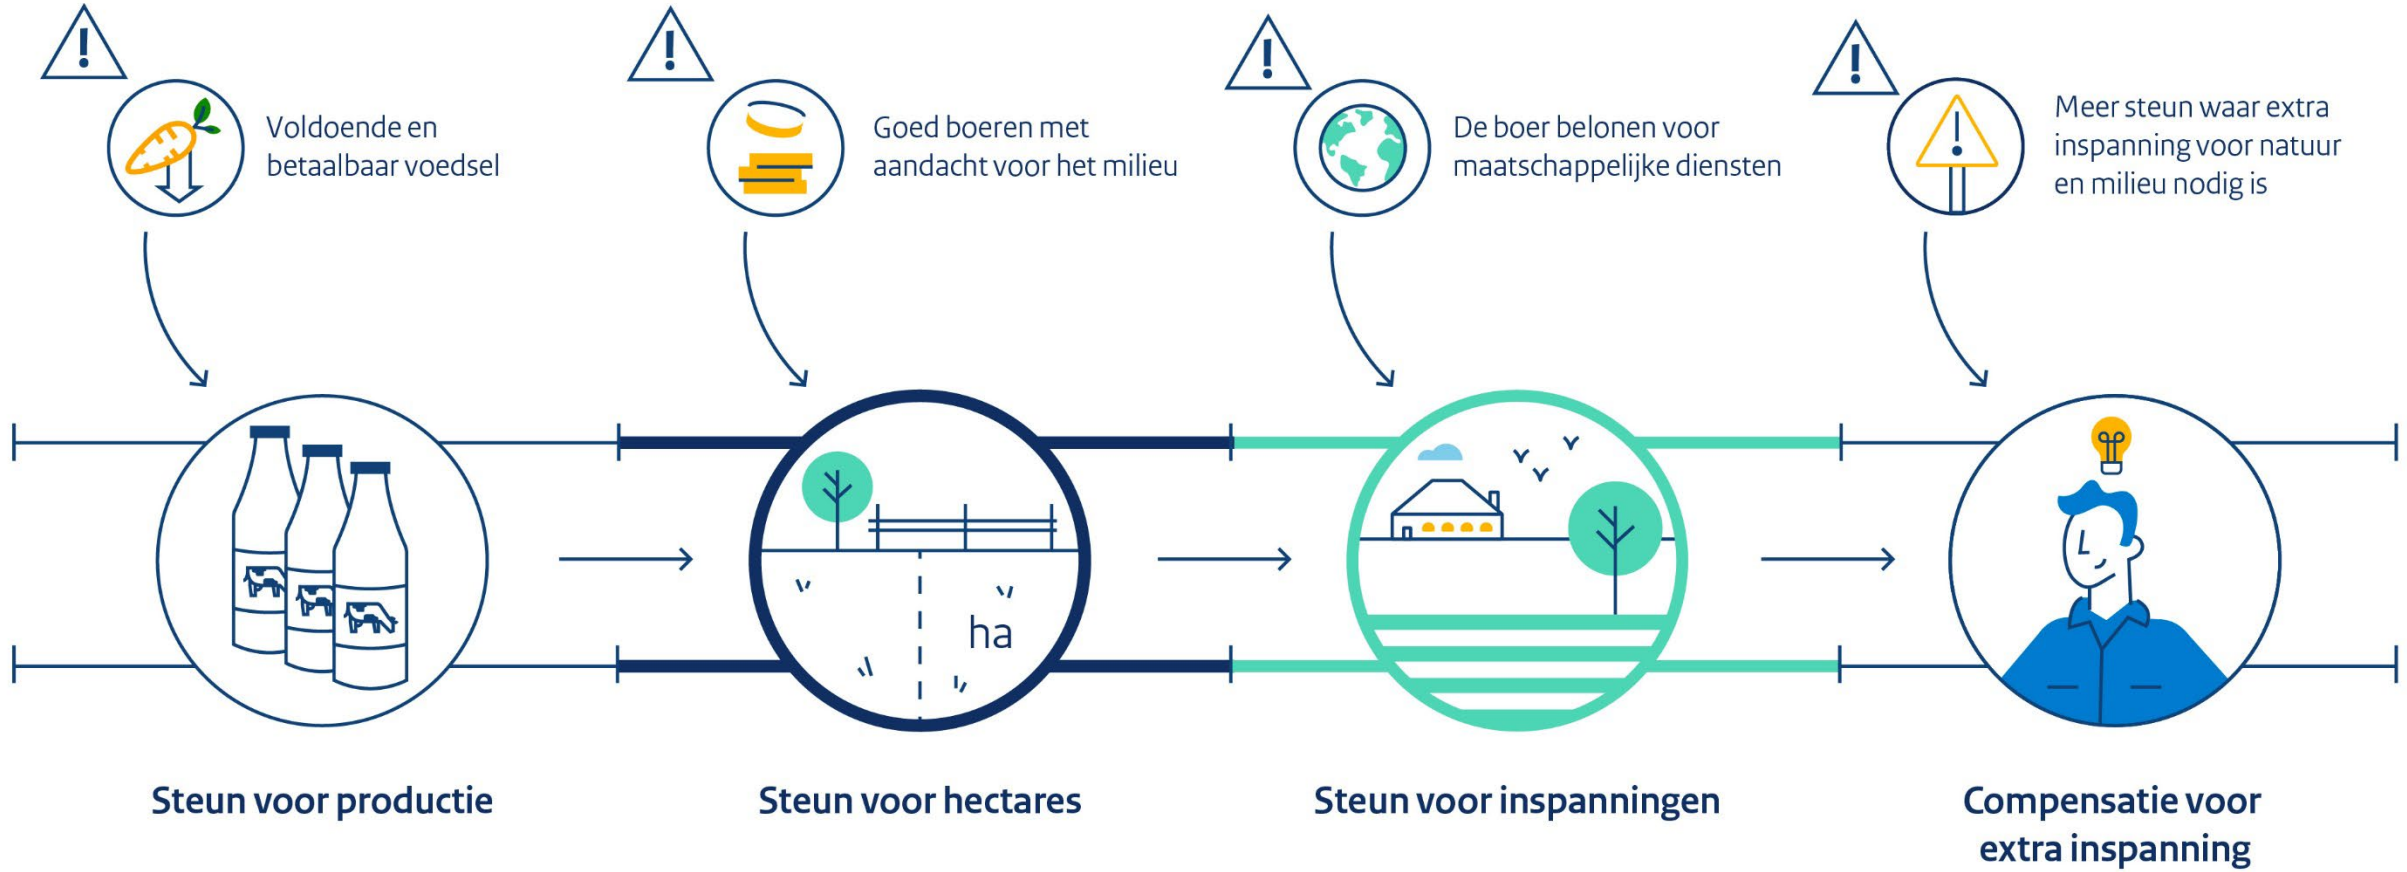 Voldoende en
betaalbaar voedsel
Goed boeren met
aandacht voor het milieu
De boer belonen voor
maatschappelijke diensten
Meer steun waar extra
inspanning voor natuur
en milieu nodig is
ha
Steun voor productie
Steun voor hectares
Steun voor inspanningen
Compensatie voor
extra inspanning